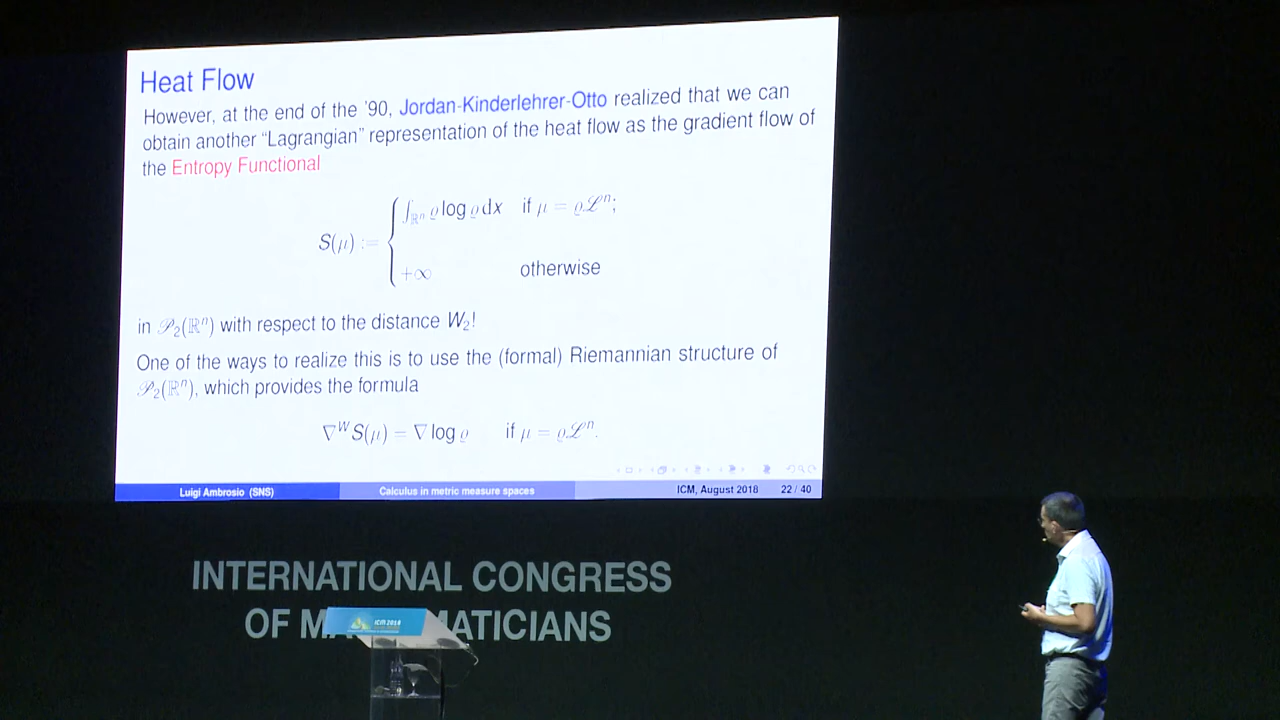 Heat Flow
However, at the end of the '90, Jordan-Kinderlehrer-Otto realized that we can
obtain another “Lagrangian” representation of the heat flow as the gradient flow of
the Entropy Functional
S(μ) := { ∫_{ℝⁿ} ϱ log ϱ dx if μ = ϱℒⁿ;
+∞ otherwise
in 𝒫₂(ℝⁿ) with respect to the distance W₂!
One of the ways to realize this is to use the (formal) Riemannian structure of
𝒫₂(ℝⁿ), which provides the formula
∇ᵂS(μ) = ∇ log ϱ if μ = ϱℒⁿ.
Luigi Ambrosio (SNS) Calculus in metric measure spaces ICM, August 2018 22 / 40
INTERNATIONAL CONGRESS
OF MATHEMATICIANS
ICM 2018